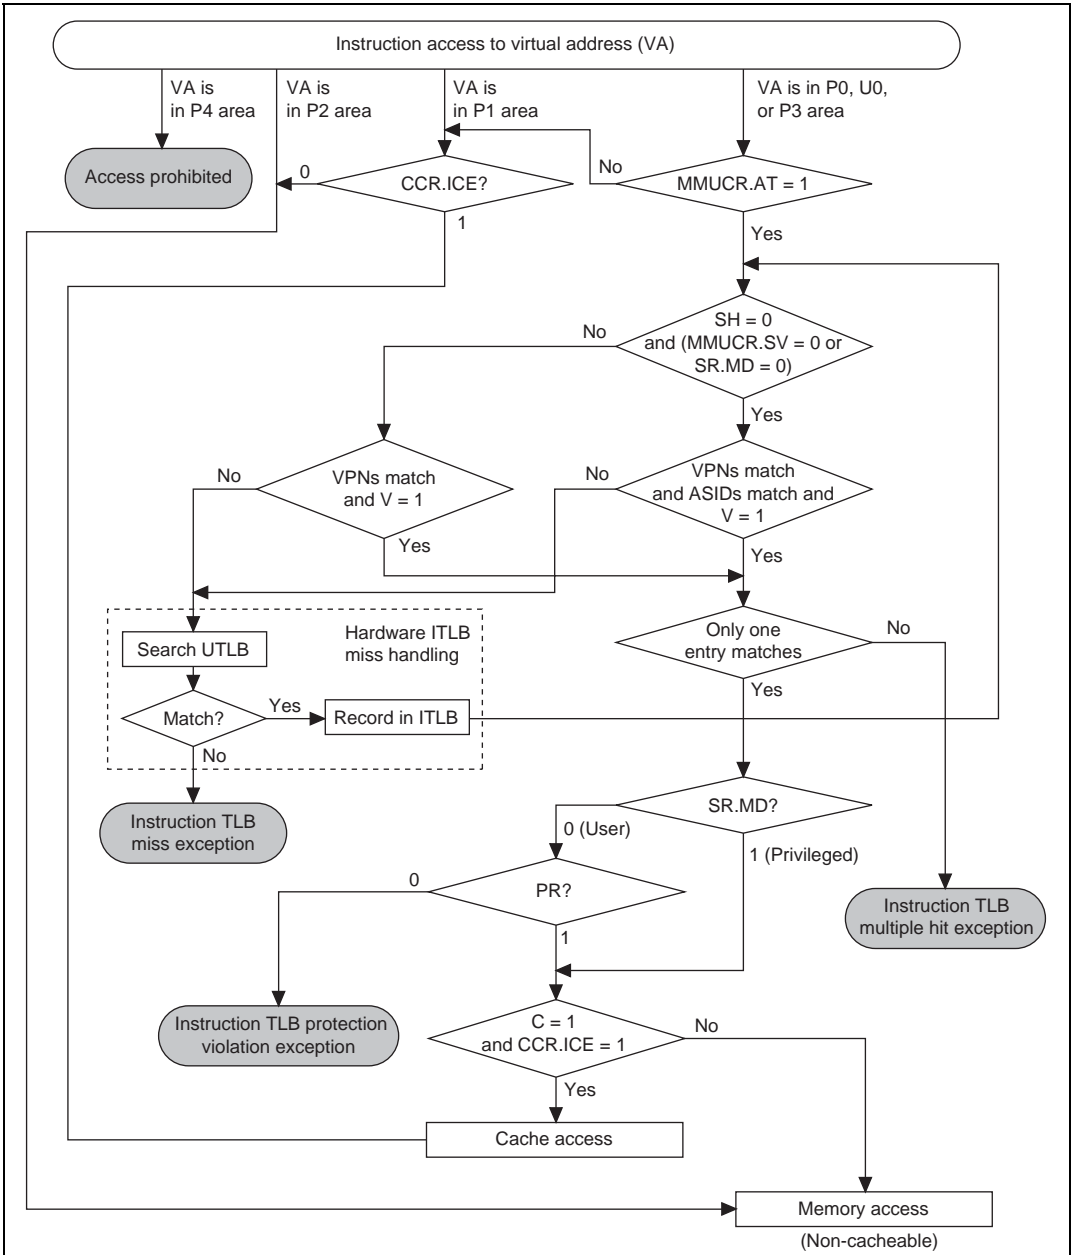 Instruction access to virtual address (VA)
VA is
in P4 area
VA is
in P2 area
VA is
in P1 area
VA is in P0, U0,
or P3 area
Access prohibited
0
CCR.ICE?
1
No
MMUCR.AT = 1
Yes
No
SH = 0
and (MMUCR.SV = 0 or
SR.MD = 0)
Yes
No
VPNs match
and V = 1
Yes
No
VPNs match
and ASIDs match and
V = 1
Yes
Search UTLB
Hardware ITLB
miss handling
Match?
Yes
Record in ITLB
No
Only one
entry matches
No
Yes
Instruction TLB
miss exception
SR.MD?
0 (User)
1 (Privileged)
0
PR?
1
Instruction TLB
multiple hit exception
Instruction TLB protection
violation exception
C = 1
and CCR.ICE = 1
No
Yes
Cache access
Memory access
(Non-cacheable)